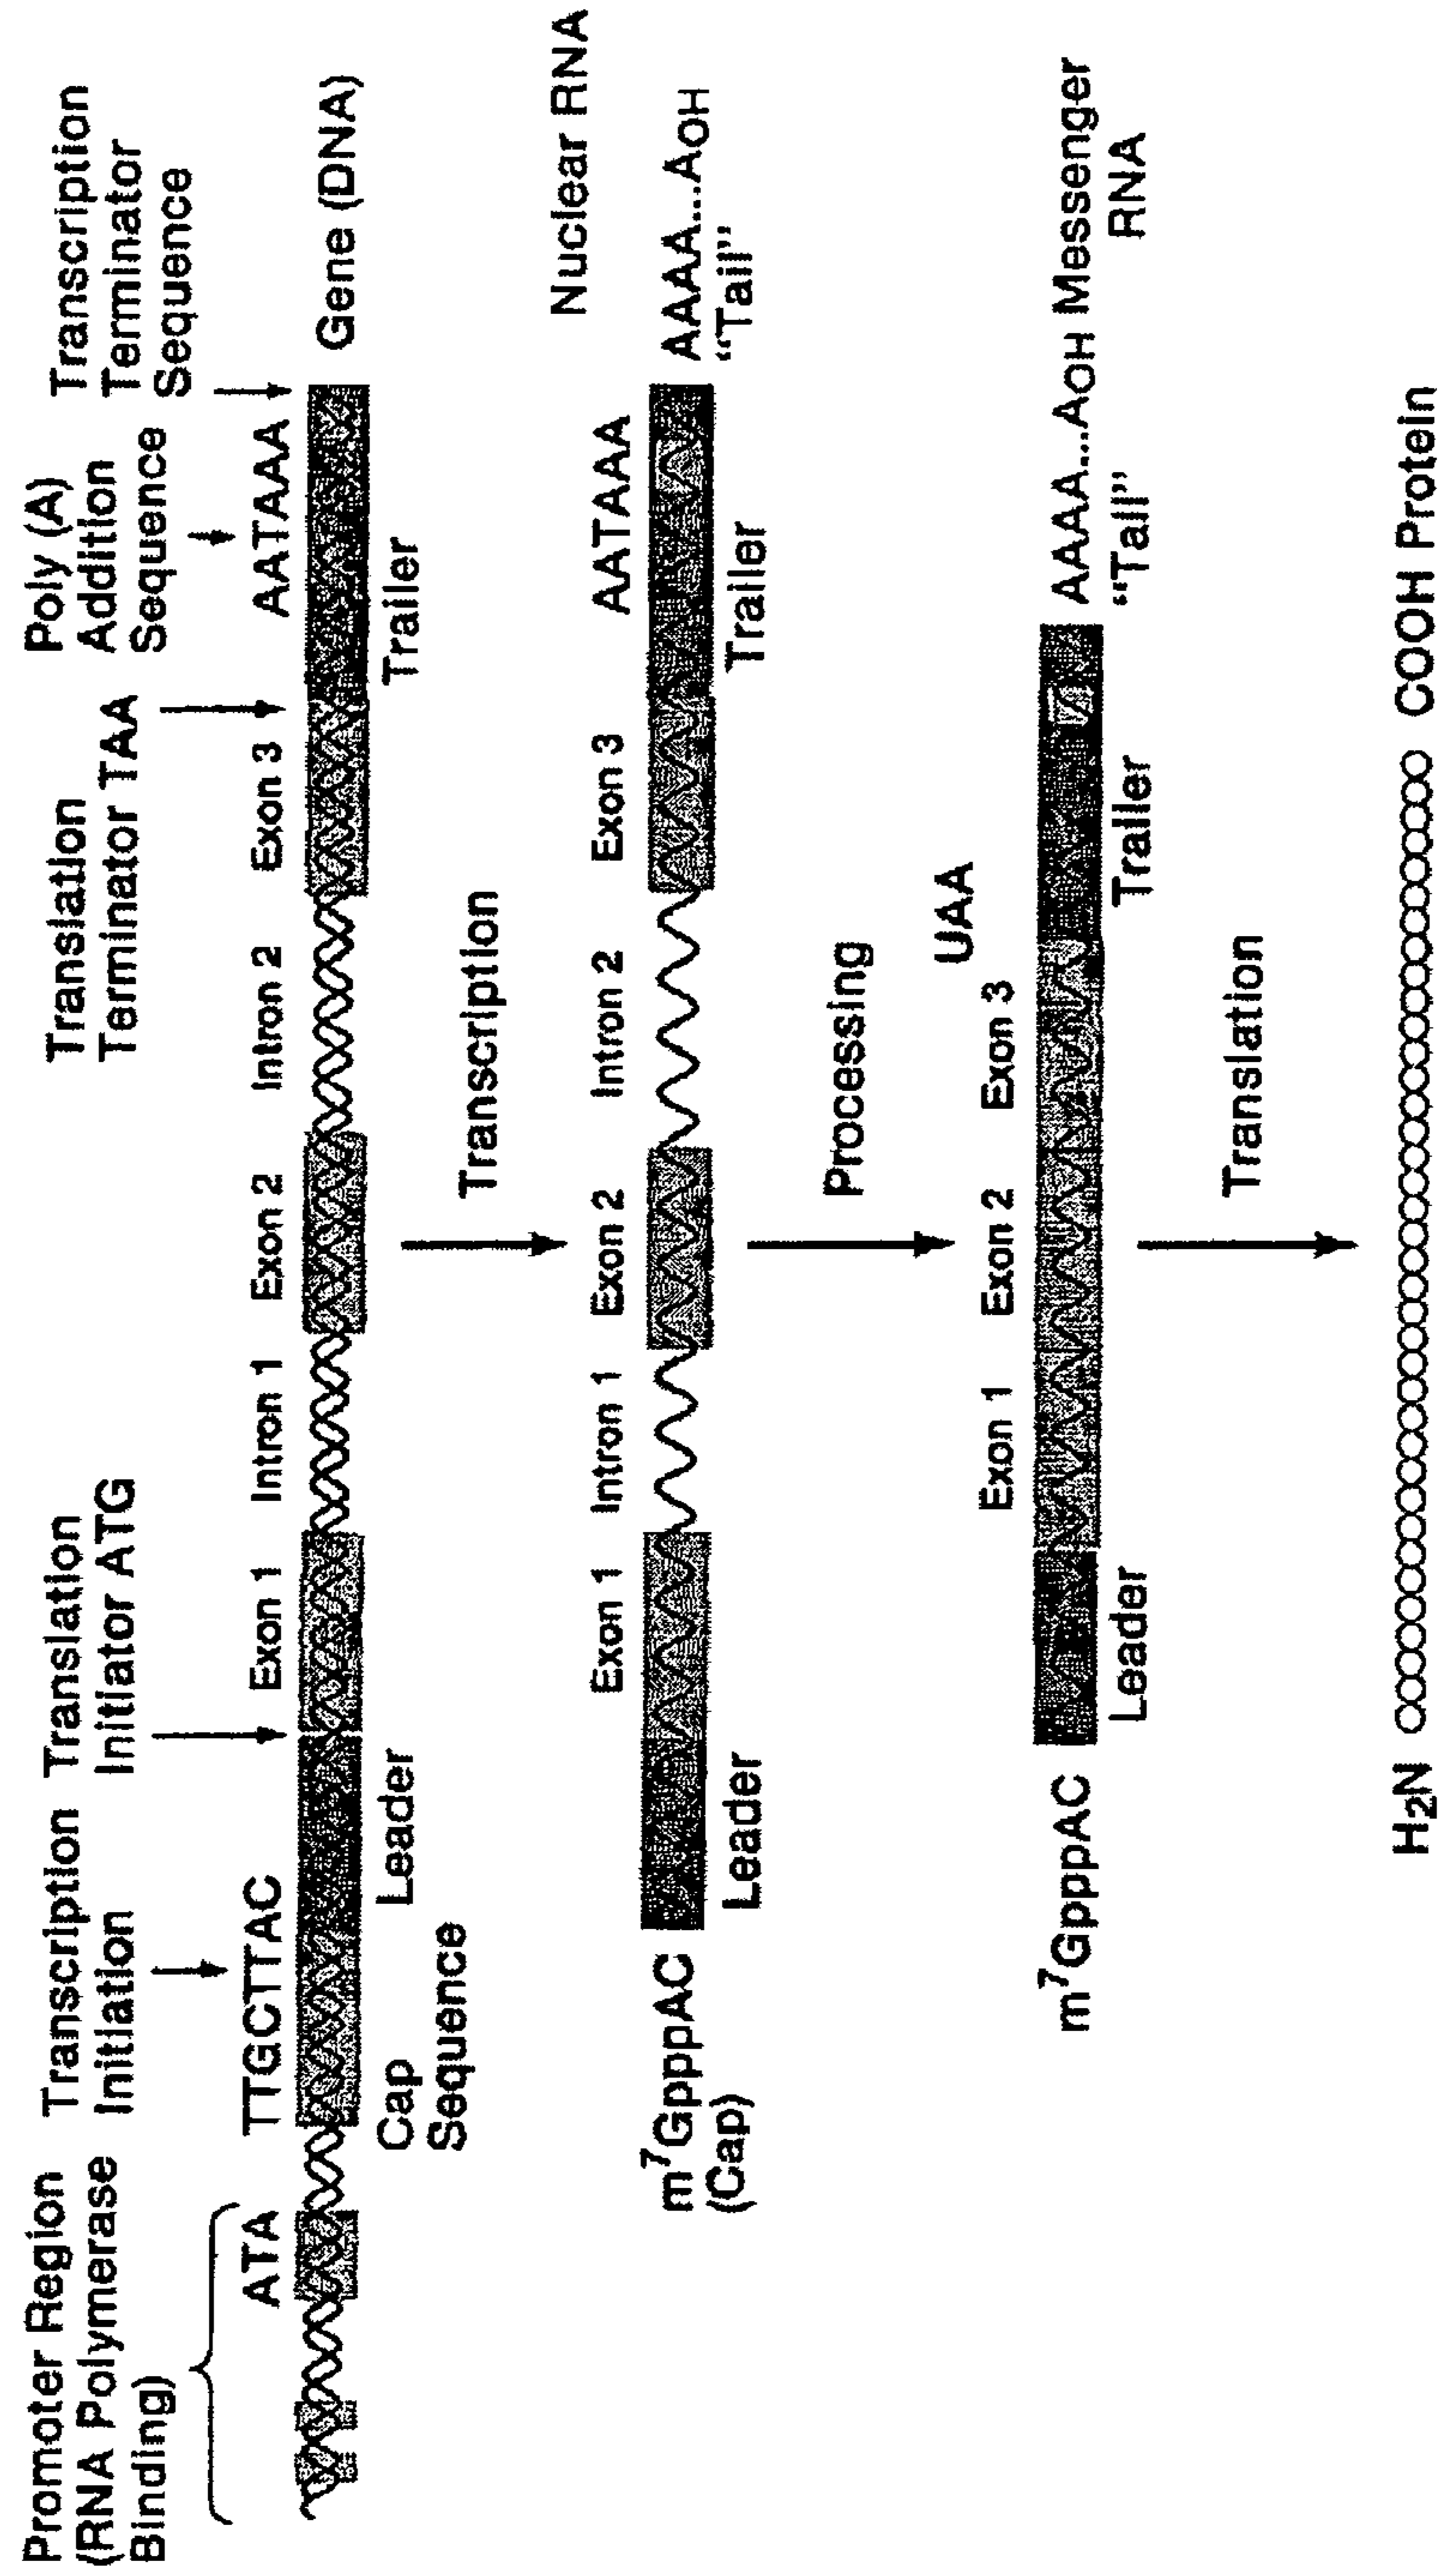 Promoter Region
(RNA Polymerase
Binding)
Transcription
Initiation
Translation
Initiator ATG
Translation
Terminator TAA
Poly (A)
Addition
Sequence
Transcription
Terminator
Sequence
ATA
TTGCTTAC
Exon 1
Intron 1
Exon 2
Intron 2
Exon 3
AATAAA
Gene (DNA)
Cap
Sequence
Leader
Trailer
Transcription
Nuclear RNA
Exon 1
Intron 1
Exon 2
Intron 2
Exon 3
AATAAA
m⁷GpppAC
(Cap)
AAAA...AOH
"Tail"
Leader
Trailer
Processing
UAA
Exon 1
Exon 2
Exon 3
m⁷GpppAC
AAAA...AOH Messenger
RNA
"Tail"
Leader
Trailer
Translation
H₂N
COOH Protein